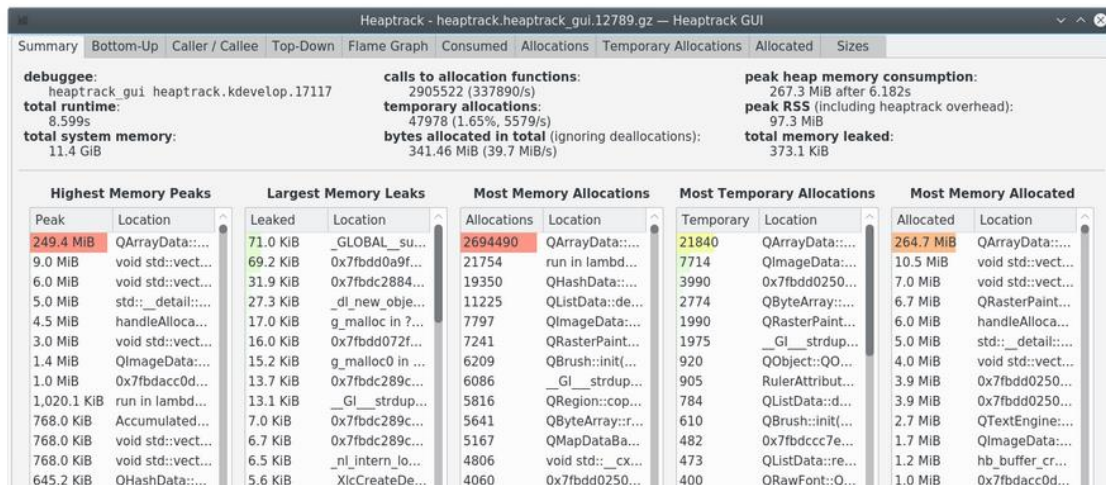 Heaptrack - heaptrack.heaptrack_gui.12789.gz — Heaptrack GUI
Summary Bottom-Up Caller / Callee Top-Down Flame Graph Consumed Allocations Temporary Allocations Allocated Sizes
debuggee: calls to allocation functions: peak heap memory consumption:
heaptrack_gui heaptrack.kdevelop.17117 2905522 (337890/s) 267.3 MiB after 6.182s
total runtime: temporary allocations: peak RSS (including heaptrack overhead):
8.599s 47978 (1.65%, 5579/s) 97.3 MiB
total system memory: bytes allocated in total (ignoring deallocations): total memory leaked:
11.4 GiB 341.46 MiB (39.7 MiB/s) 373.1 KiB
Highest Memory Peaks Largest Memory Leaks Most Memory Allocations Most Temporary Allocations Most Memory Allocated
Peak Location Leaked Location Allocations Location Temporary Location Allocated Location
249.4 MiB QArrayData::... 71.0 KiB _GLOBAL__su... 2694490 QArrayData::... 21840 QArrayData::... 264.7 MiB QArrayData::...
9.0 MiB void std::vect... 69.2 KiB 0x7fbdd0a9f... 21754 run in lambd... 7714 QImageData:... 10.5 MiB void std::vect...
6.0 MiB void std::vect... 31.9 KiB 0x7fbdc2884... 19350 QHashData::... 3990 0x7fbdd0250... 7.0 MiB void std::vect...
5.0 MiB std::__detail::... 27.3 KiB _dl_new_obje... 11225 QListData::de... 2774 QByteArray::... 6.7 MiB QRasterPaint...
4.5 MiB handleAlloca... 17.0 KiB g_malloc in ?... 7797 QImageData:... 1990 QRasterPaint... 6.0 MiB handleAlloca...
3.0 MiB void std::vect... 16.0 KiB 0x7fbdd072f... 7241 QRasterPaint... 1975 __GI___strdup... 5.0 MiB std::__detail::...
1.4 MiB QImageData:... 15.2 KiB g_malloc0 in ... 6209 QBrush::init(... 920 QObject::QO... 4.0 MiB void std::vect...
1.0 MiB 0x7fbdacc0d... 13.7 KiB 0x7fbdc289c... 6086 __GI___strdup... 905 RulerAttribut... 3.9 MiB 0x7fbdd0250...
1,020.1 KiB run in lambd... 13.1 KiB __GI___strdup... 5816 QRegion::cop... 784 QListData::d... 3.9 MiB 0x7fbdd0250...
768.0 KiB Accumulated... 7.0 KiB 0x7fbdc289c... 5641 QByteArray::r... 610 QBrush::init(... 2.7 MiB QTextEngine:...
768.0 KiB void std::vect... 6.7 KiB 0x7fbdc289c... 5167 QMapDataBa... 482 0x7fbdccc7e... 1.7 MiB QImageData:...
768.0 KiB void std::vect... 6.5 KiB _nl_intern_lo... 4806 void std::__cx... 473 QListData::re... 1.2 MiB hb_buffer_cr...
645.2 KiB QHashData::... 5.6 KiB XlcCreateDe... 4060 0x7fbdd0250... 400 QRawFont::Q... 1.0 MiB 0x7fbdacc0d...